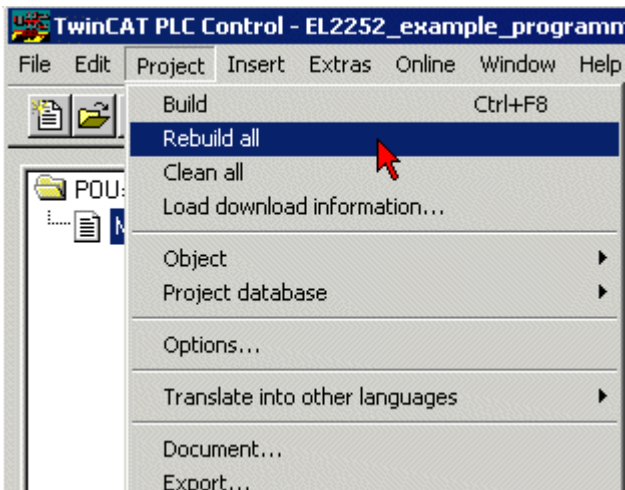 TwinCAT PLC Control - EL2252_example_programm
File Edit Project Insert Extras Online Window Help
Build Ctrl+F8
Rebuild all
Clean all
POU
Load download information...
Object
Project database
Options...
Translate into other languages
Document...
Export...